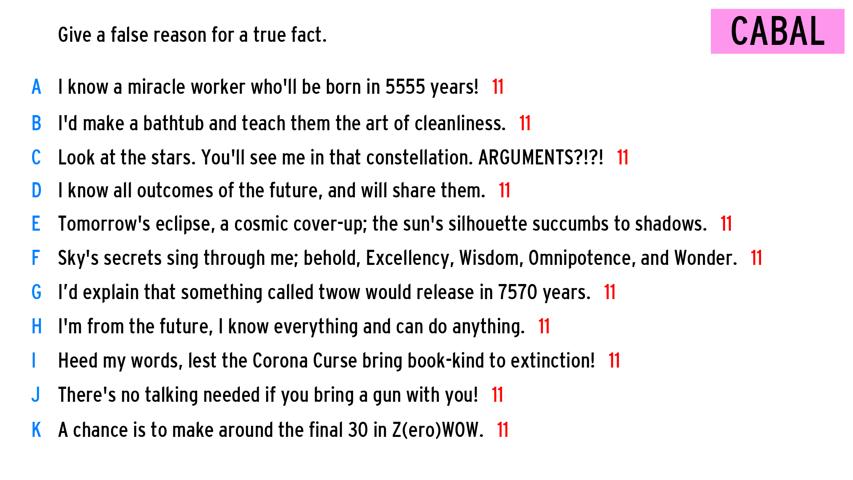 Give a false reason for a true fact.
CABAL
A I know a miracle worker who'll be born in 5555 years! 11
B I'd make a bathtub and teach them the art of cleanliness. 11
C Look at the stars. You'll see me in that constellation. ARGUMENTS?!?! 11
D I know all outcomes of the future, and will share them. 11
E Tomorrow's eclipse, a cosmic cover-up; the sun's silhouette succumbs to shadows. 11
F Sky's secrets sing through me; behold, Excellency, Wisdom, Omnipotence, and Wonder. 11
G I’d explain that something called twow would release in 7570 years. 11
H I'm from the future, I know everything and can do anything. 11
I Heed my words, lest the Corona Curse bring book-kind to extinction! 11
J There's no talking needed if you bring a gun with you! 11
K A chance is to make around the final 30 in Z(ero)WOW. 11